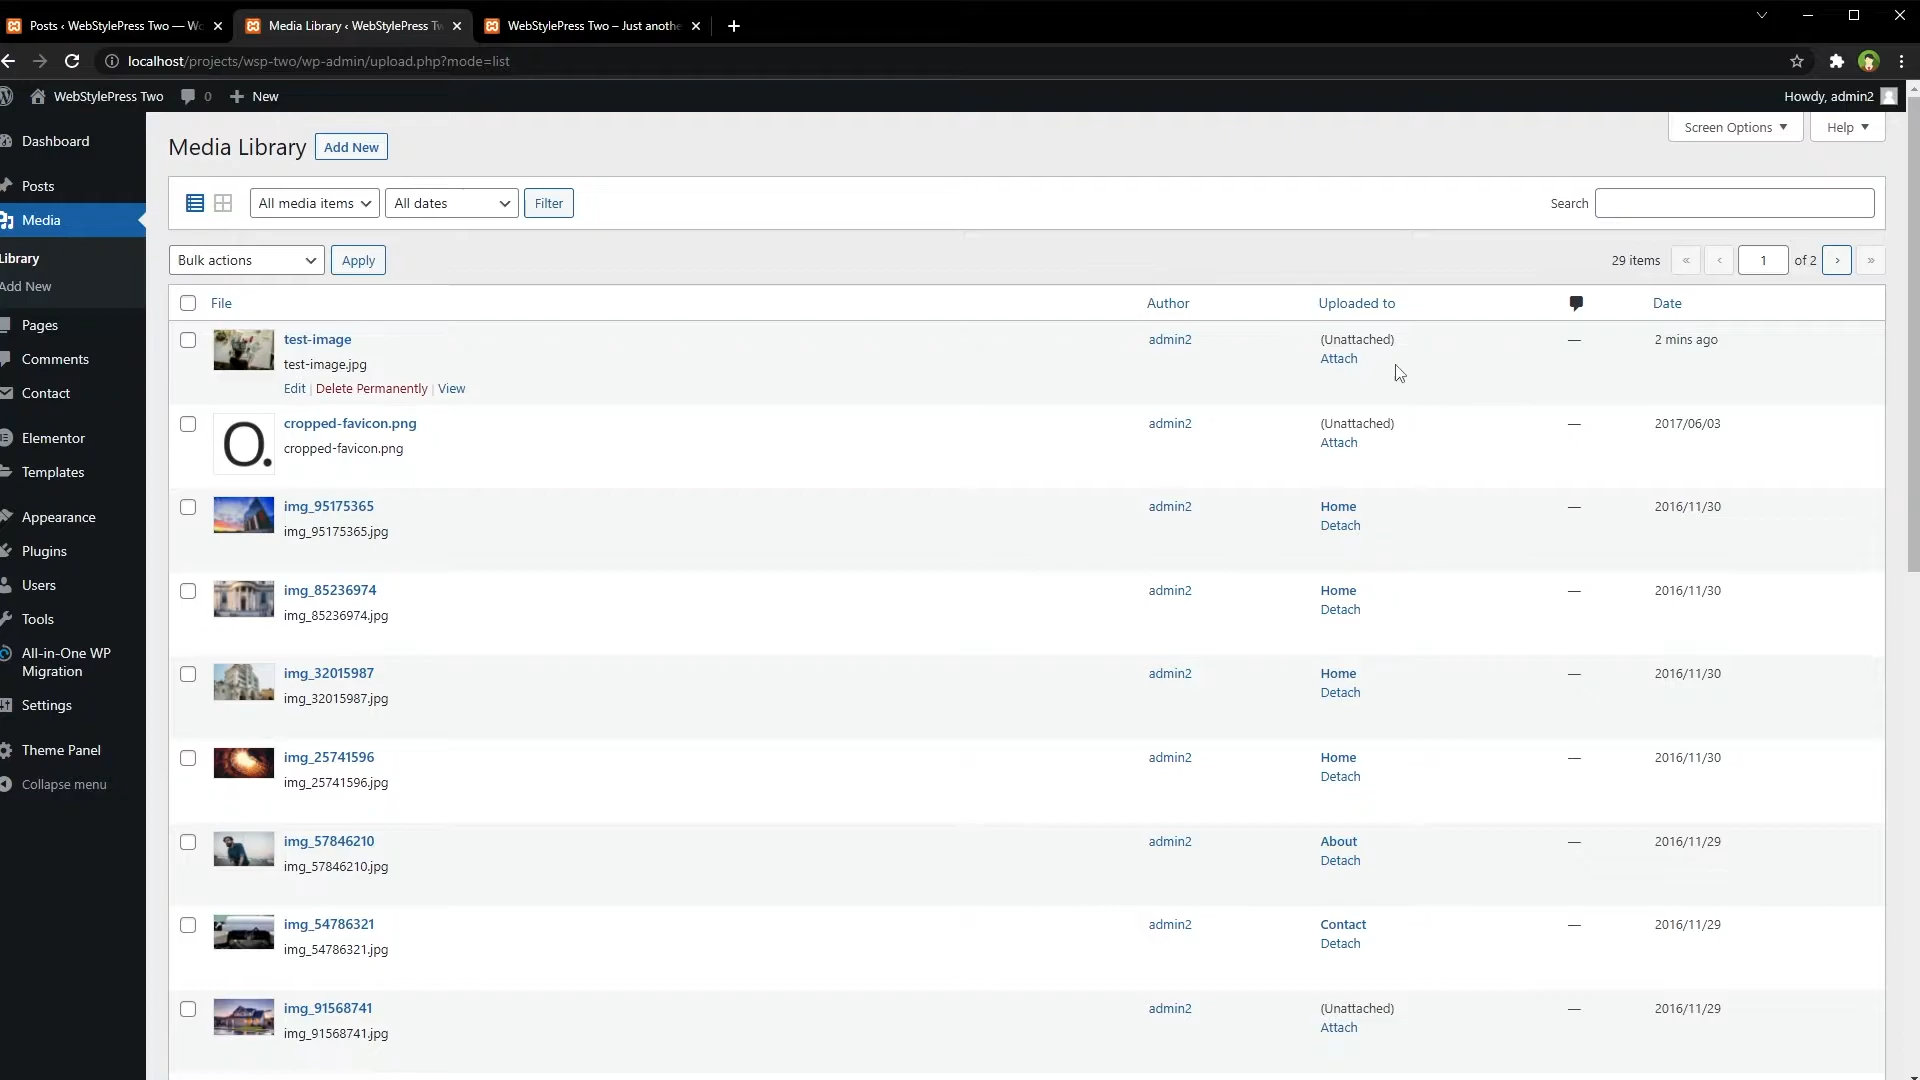 Posts ‹ WebStylePress Two — Wo
Media Library ‹ WebStylePress Tw
WebStylePress Two – Just anothe
localhost/projects/wsp-two/wp-admin/upload.php?mode=list
WebStylePress Two
0
New
Howdy, admin2
Dashboard
Posts
Media
Library
Add New
Pages
Comments
Contact
Elementor
Templates
Appearance
Plugins
Users
Tools
All-in-One WP
Migration
Settings
Theme Panel
Collapse menu
Media Library
Add New
Screen Options
Help
All media items
All dates
Filter
Search
Bulk actions
Apply
29 items « ‹ 1 of 2 › »
File Author Uploaded to Date
test-image admin2 (Unattached) — 2 mins ago
test-image.jpg Attach
Edit | Delete Permanently | View
cropped-favicon.png admin2 (Unattached) — 2017/06/03
O. cropped-favicon.png Attach
img_95175365 admin2 Home — 2016/11/30
img_95175365.jpg Detach
img_85236974 admin2 Home — 2016/11/30
img_85236974.jpg Detach
img_32015987 admin2 Home — 2016/11/30
img_32015987.jpg Detach
img_25741596 admin2 Home — 2016/11/30
img_25741596.jpg Detach
img_57846210 admin2 About — 2016/11/29
img_57846210.jpg Detach
img_54786321 admin2 Contact — 2016/11/29
img_54786321.jpg Detach
img_91568741 admin2 (Unattached) — 2016/11/29
img_91568741.jpg Attach